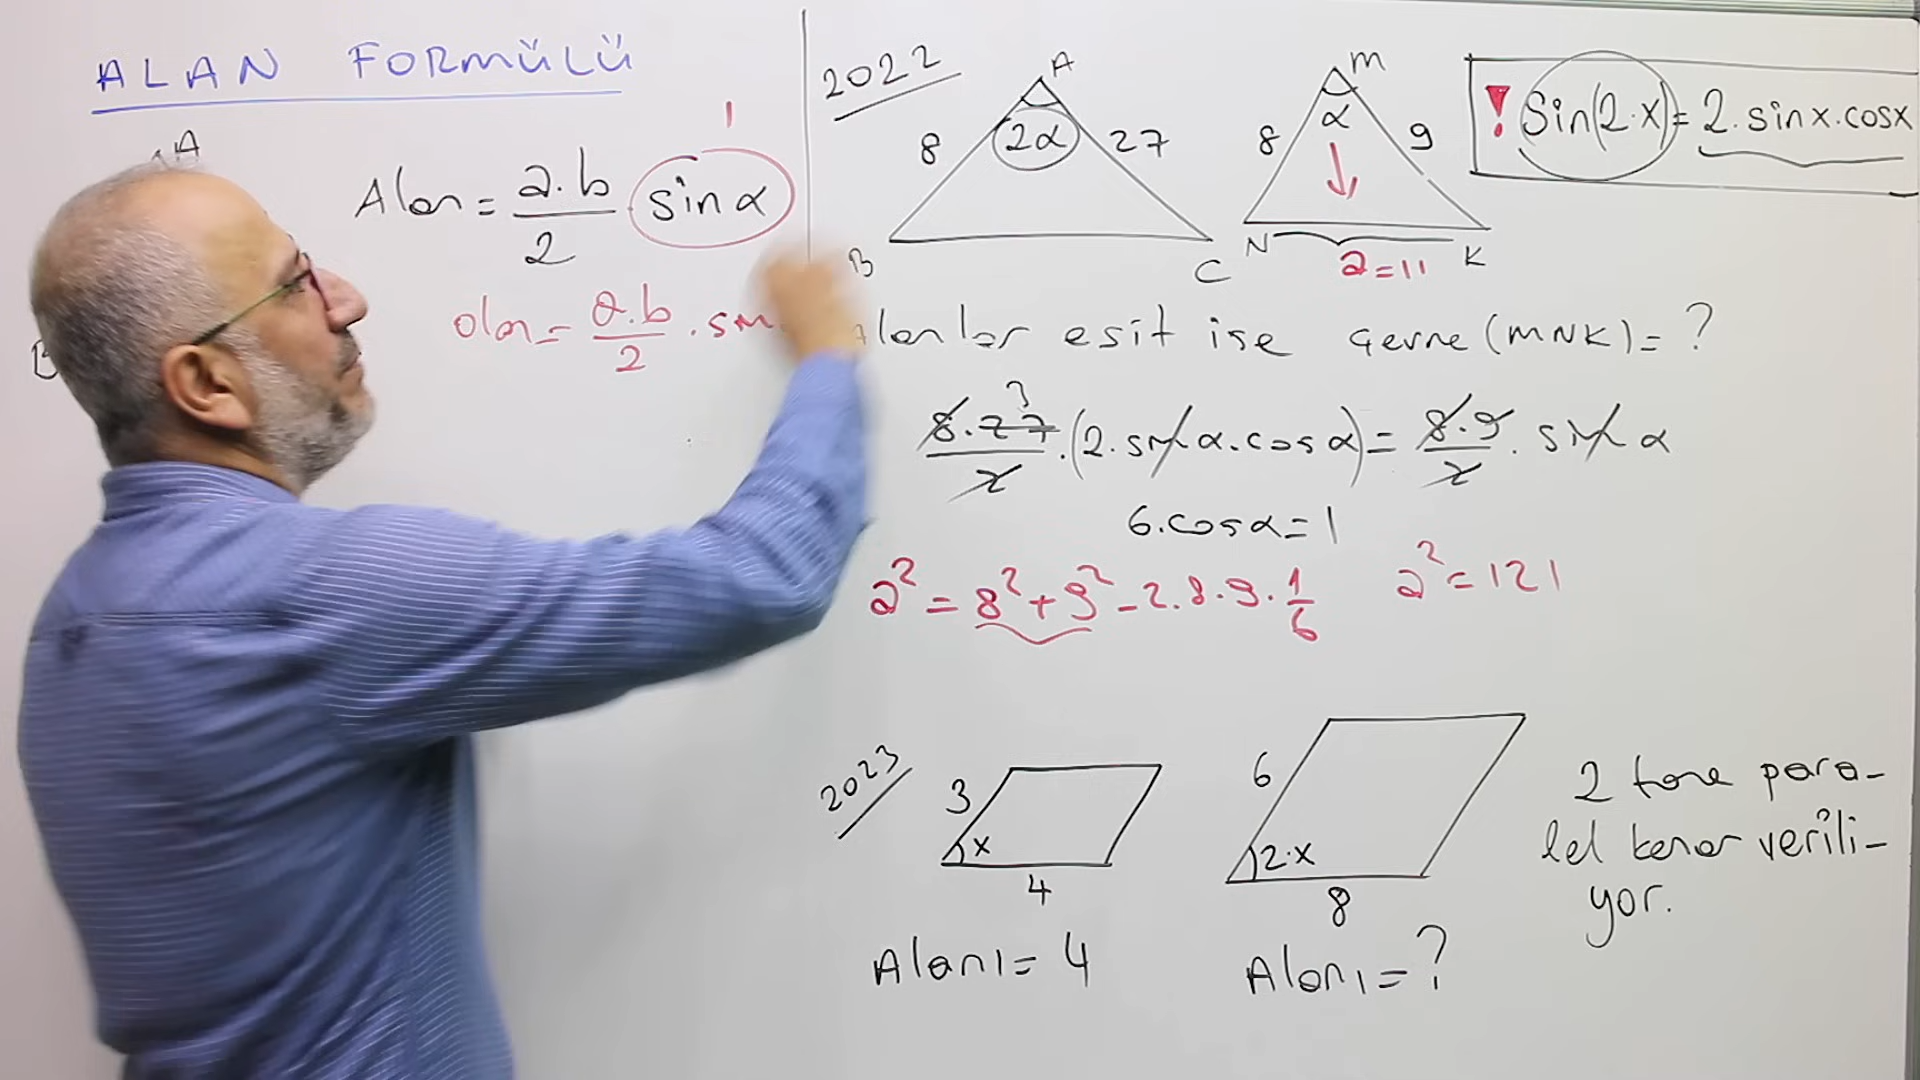 ALAN FORMÜLÜ
A
Alan = a.b/2 . sinα
1
alan = a.b/2 . sin
B
2022
A
2α
8
27
B
C
M
α
8
9
N
K
a=11
! Sin(2.x) = 2.sinx.cosx
Alanlar eşit ise Çevre(MNK)=?
3
8.27/2 . (2.sinα.cosα) = 8.9/2 . sinα
6.cosα=1
a² = 8² + 9² - 2.8.9. 1/6
a² = 121
2023
3
x
4
Alanı = 4
6
2.x
8
Alanı = ?
2 tane para-
lel kenar verili-
yor.